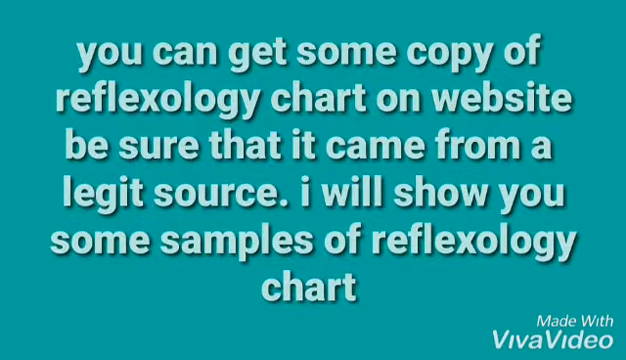 you can get some copy of
reflexology chart on website
be sure that it came from a
legit source. i will show you
some samples of reflexology
chart
Made With
VivaVideo